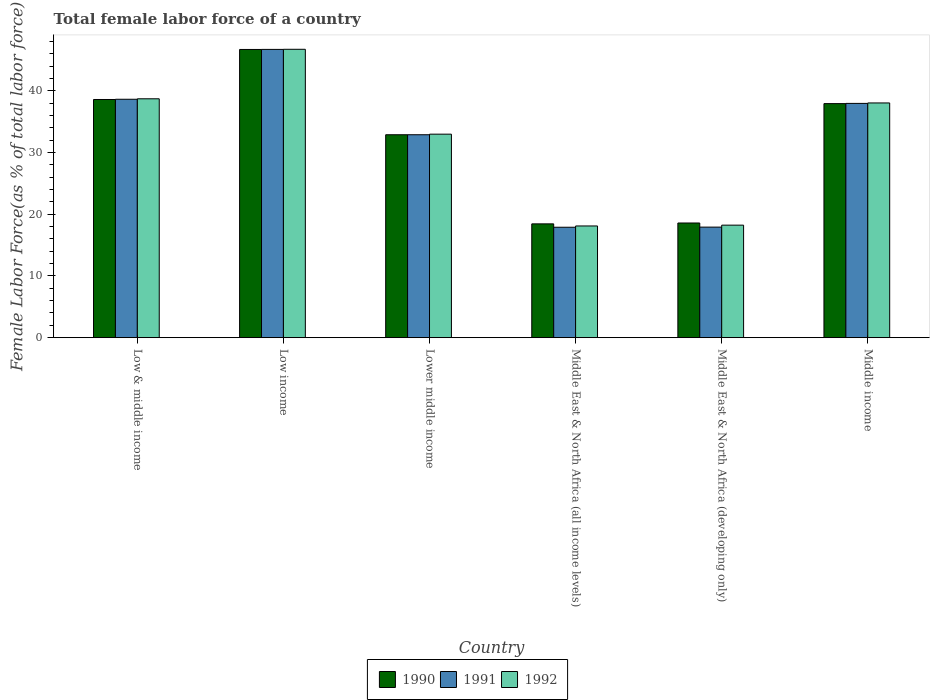 Total female labor force of a country
Female Labor Force(as % of total labor force)
40
30
20
10
0
Low & middle income
Low income
Lower middle income
Middle East & North Africa (all income levels)
Middle East & North Africa (developing only)
Middle income
Country
1990
1991
1992